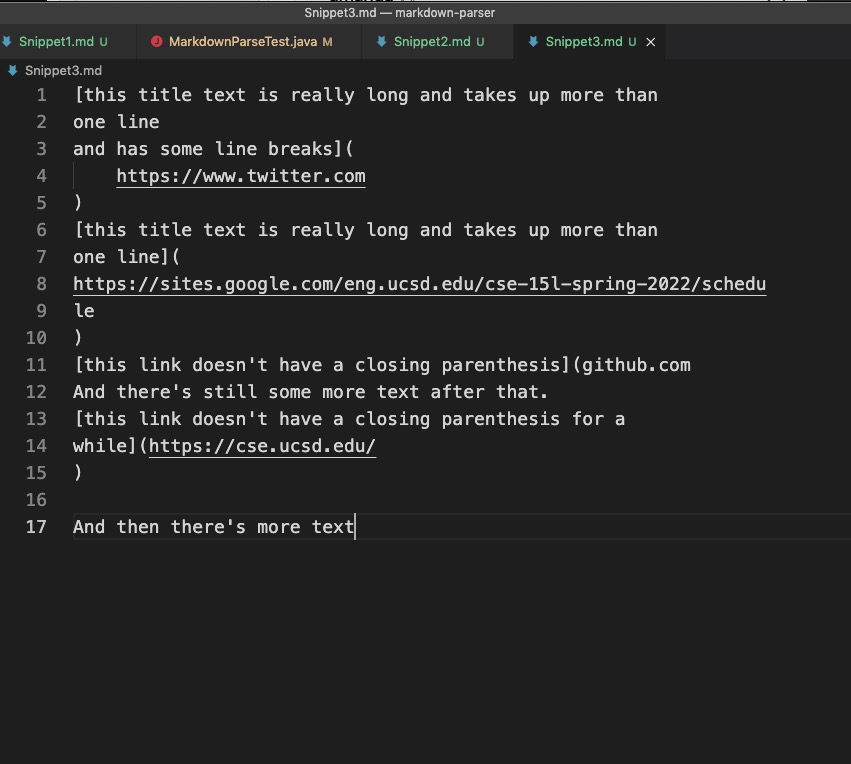 Snippet3.md — markdown-parser
Snippet1.md U MarkdownParseTest.java M Snippet2.md U Snippet3.md U
Snippet3.md
1 [this title text is really long and takes up more than
2 one line
3 and has some line breaks](
4 https://www.twitter.com
5 )
6 [this title text is really long and takes up more than
7 one line](
8 https://sites.google.com/eng.ucsd.edu/cse-15l-spring-2022/schedu
9 le
10 )
11 [this link doesn't have a closing parenthesis](github.com
12 And there's still some more text after that.
13 [this link doesn't have a closing parenthesis for a
14 while](https://cse.ucsd.edu/
15 )
16
17 And then there's more text